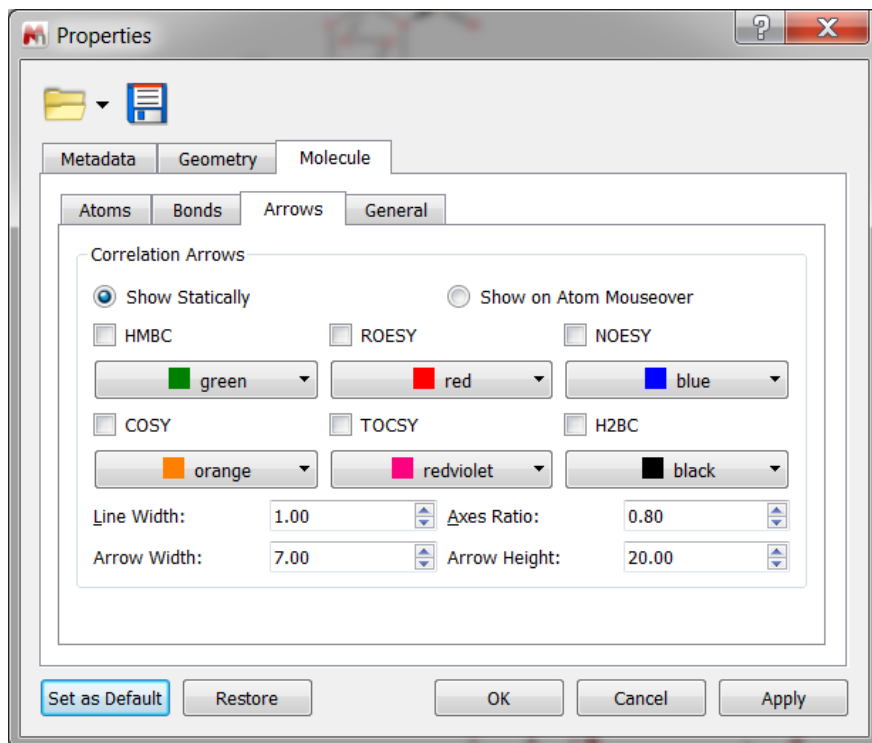 Properties
?
X
Metadata Geometry Molecule
Atoms Bonds Arrows General
Correlation Arrows
Show Statically Show on Atom Mouseover
HMBC ROESY NOESY
green red blue
COSY TOCSY H2BC
orange redviolet black
Line Width: 1.00 Axes Ratio: 0.80
Arrow Width: 7.00 Arrow Height: 20.00
Set as Default Restore OK Cancel Apply